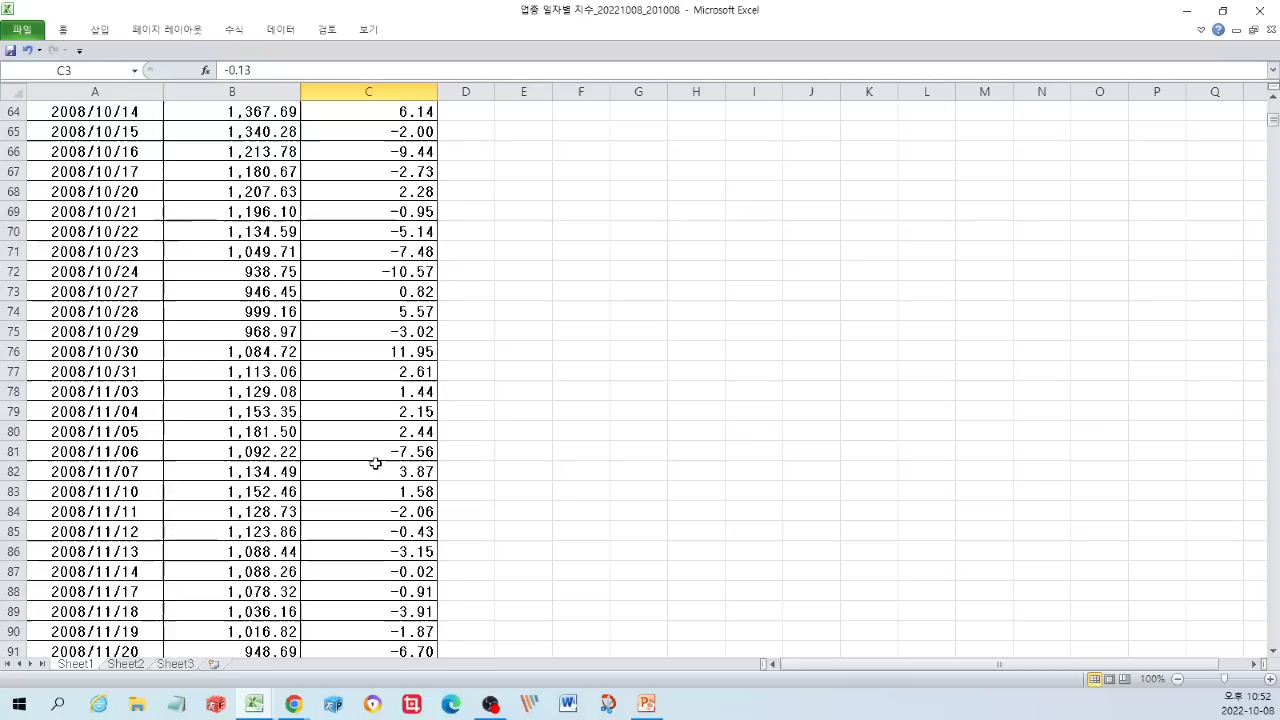 업종 일자별 지수_20221008_201008 - Microsoft Excel
파일 홈 삽입 페이지 레이아웃 수식 데이터 검토 보기
C3 fx -0.13
A B C D E F G H I J K L M N O P Q
64 2008/10/14 1,367.69 6.14
65 2008/10/15 1,340.28 -2.00
66 2008/10/16 1,213.78 -9.44
67 2008/10/17 1,180.67 -2.73
68 2008/10/20 1,207.63 2.28
69 2008/10/21 1,196.10 -0.95
70 2008/10/22 1,134.59 -5.14
71 2008/10/23 1,049.71 -7.48
72 2008/10/24 938.75 -10.57
73 2008/10/27 946.45 0.82
74 2008/10/28 999.16 5.57
75 2008/10/29 968.97 -3.02
76 2008/10/30 1,084.72 11.95
77 2008/10/31 1,113.06 2.61
78 2008/11/03 1,129.08 1.44
79 2008/11/04 1,153.35 2.15
80 2008/11/05 1,181.50 2.44
81 2008/11/06 1,092.22 -7.56
82 2008/11/07 1,134.49 3.87
83 2008/11/10 1,152.46 1.58
84 2008/11/11 1,128.73 -2.06
85 2008/11/12 1,123.86 -0.43
86 2008/11/13 1,088.44 -3.15
87 2008/11/14 1,088.26 -0.02
88 2008/11/17 1,078.32 -0.91
89 2008/11/18 1,036.16 -3.91
90 2008/11/19 1,016.82 -1.87
91 2008/11/20 948.69 -6.70
Sheet1 Sheet2 Sheet3
100%
오후 10:52
2022-10-08